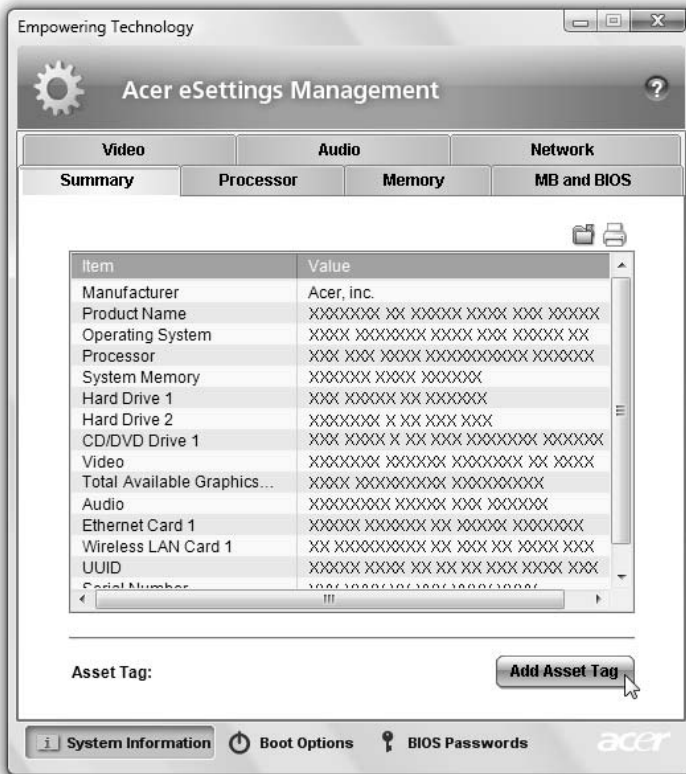 Empowering Technology
Acer eSettings Management
?
Video Audio Network
Summary Processor Memory MB and BIOS
Item Value
Manufacturer Acer, inc.
Product Name XXXXXXX XX XXXXX XXXX XXX XXXXX
Operating System XXXX XXXXXXX XXXX XXX XXXXX XX
Processor XXX XXX XXXX XXXXXXXXXX XXXXXX
System Memory XXXXXX XXXX XXXXXX
Hard Drive 1 XXX XXXXX XX XXXXXX
Hard Drive 2 XXXXXXX X XX XXX XXX
CD/DVD Drive 1 XXX XXXX X XX XXX XXXXXXX XXXXXX
Video XXXXXXX XXXXXX XXXXXXX XX XXXX
Total Available Graphics... XXXX XXXXXXXXX XXXXXXXXX
Audio XXXXXXXX XXXXX XXX XXXXXX
Ethernet Card 1 XXXXX XXXXXX XX XXXXX XXXXXXX
Wireless LAN Card 1 XX XXXXXXXXX XX XXX XX XXXX XXX
UUID XXXXX XXXX XX XX XX XXX XXXX XXX
Serial Number
Asset Tag: Add Asset Tag
i System Information Boot Options BIOS Passwords acer